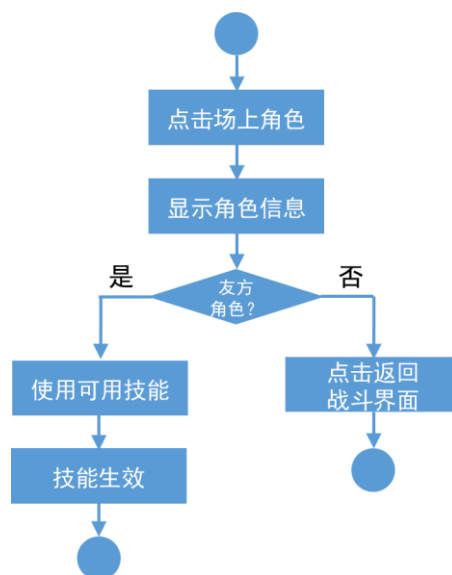 点击场上角色
显示角色信息
是
否
友方
角色?
使用可用技能
点击返回
战斗界面
技能生效